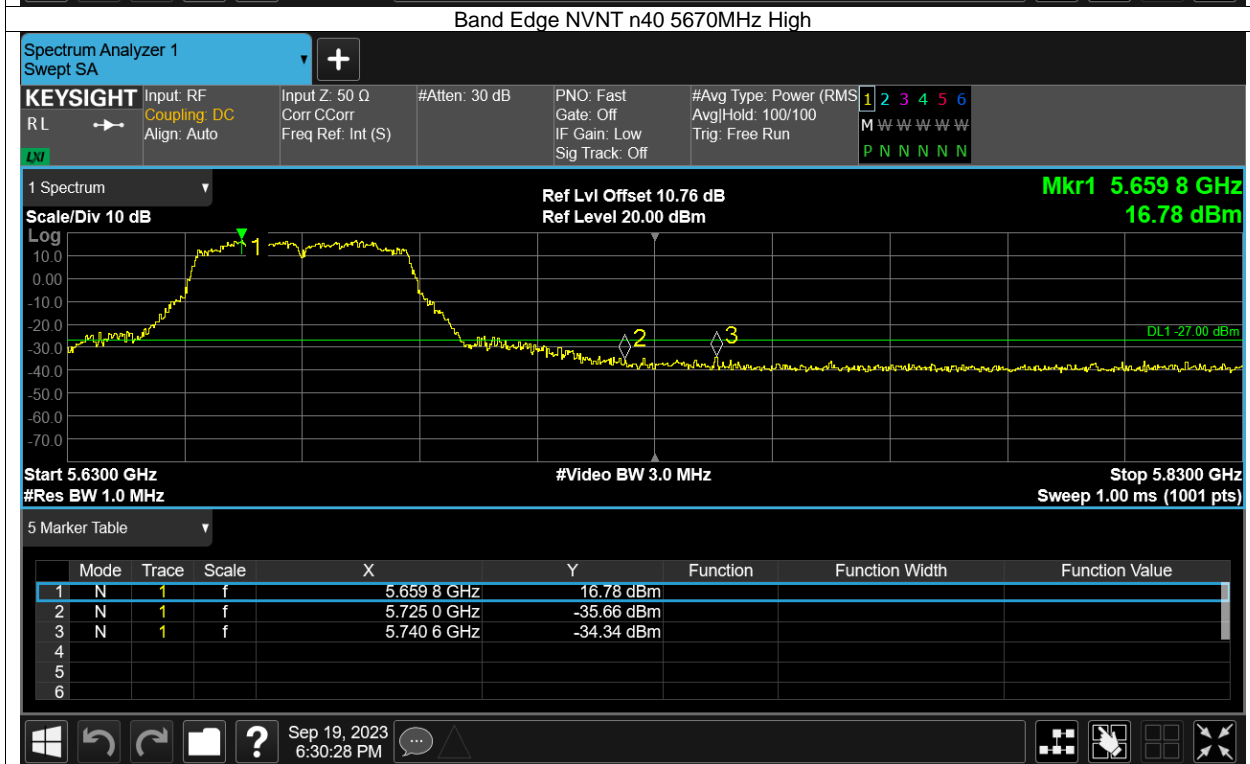 Band Edge NVNT n40 5670MHz High
Spectrum Analyzer 1
Swept SA
KEYSIGHT Input: RF Input Z: 50 Ω #Atten: 30 dB PNO: Fast #Avg Type: Power (RMS 1 2 3 4 5 6
R L Coupling: DC Corr CCorr Gate: Off Avg|Hold: 100/100 M W W W W W
Align: Auto Freq Ref: Int (S) IF Gain: Low Trig: Free Run
LXI Sig Track: Off P N N N N N
1 Spectrum Ref Lvl Offset 10.76 dB Mkr1 5.659 8 GHz
Scale/Div 10 dB Ref Level 20.00 dBm 16.78 dBm
Log
10.0
0.00
-10.0
-20.0
-30.0
-40.0
-50.0
-60.0
-70.0
1
2
3
DL1 -27.00 dBm
Start 5.6300 GHz #Video BW 3.0 MHz Stop 5.8300 GHz
#Res BW 1.0 MHz Sweep 1.00 ms (1001 pts)
5 Marker Table
Mode Trace Scale X Y Function Function Width Function Value
1 N 1 f 5.659 8 GHz 16.78 dBm
2 N 1 f 5.725 0 GHz -35.66 dBm
3 N 1 f 5.740 6 GHz -34.34 dBm
4
5
6
? Sep 19, 2023
6:30:28 PM